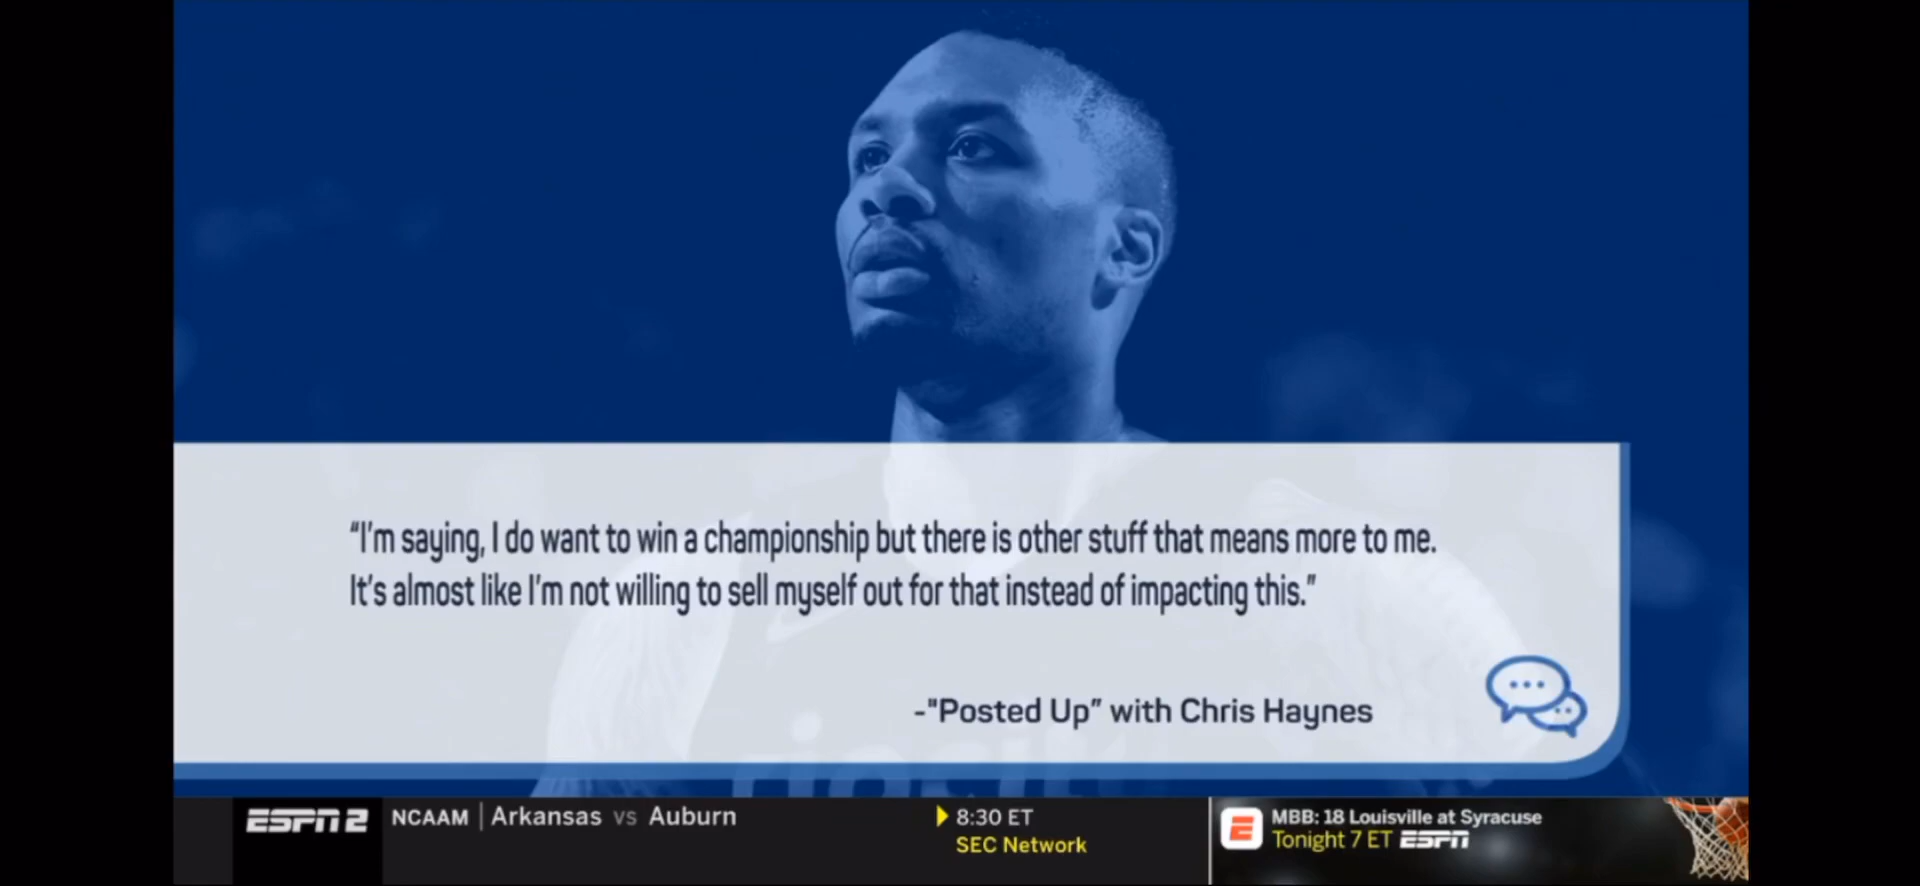 “I’m saying, I do want to win a championship but there is other stuff that means more to me.
It’s almost like I’m not willing to sell myself out for that instead of impacting this.”
-"Posted Up” with Chris Haynes
rip city
ESPN2
NCAAM | Arkansas vs Auburn
8:30 ET
SEC Network
E
MBB: 18 Louisville at Syracuse
Tonight 7 ET ESPN